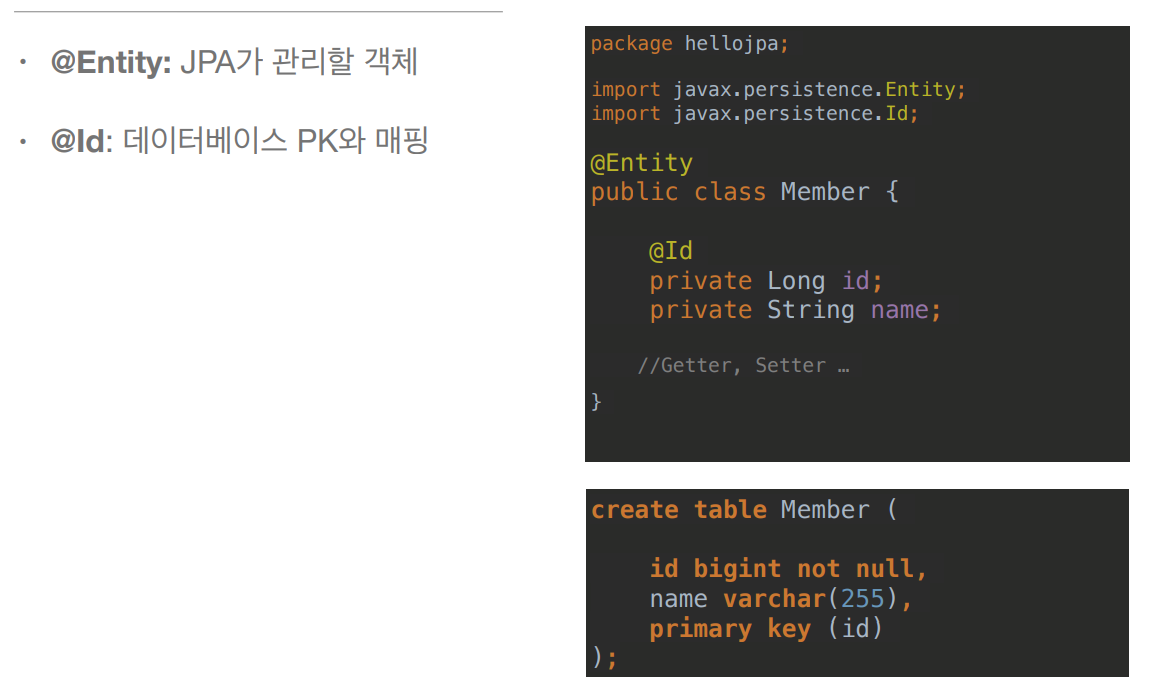 • @Entity: JPA가 관리할 객체
• @Id: 데이터베이스 PK와 매핑
package hellojpa;
import javax.persistence.Entity;
import javax.persistence.Id;
@Entity
public class Member {
@Id
private Long id;
private String name;
//Getter, Setter …
}
create table Member (
id bigint not null,
name varchar(255),
primary key (id)
);